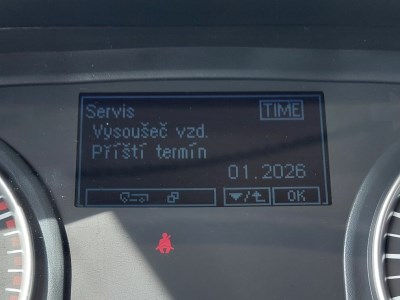 Servis TIME
Vysoušeč vzd.
Příští termín
01.2026
OK